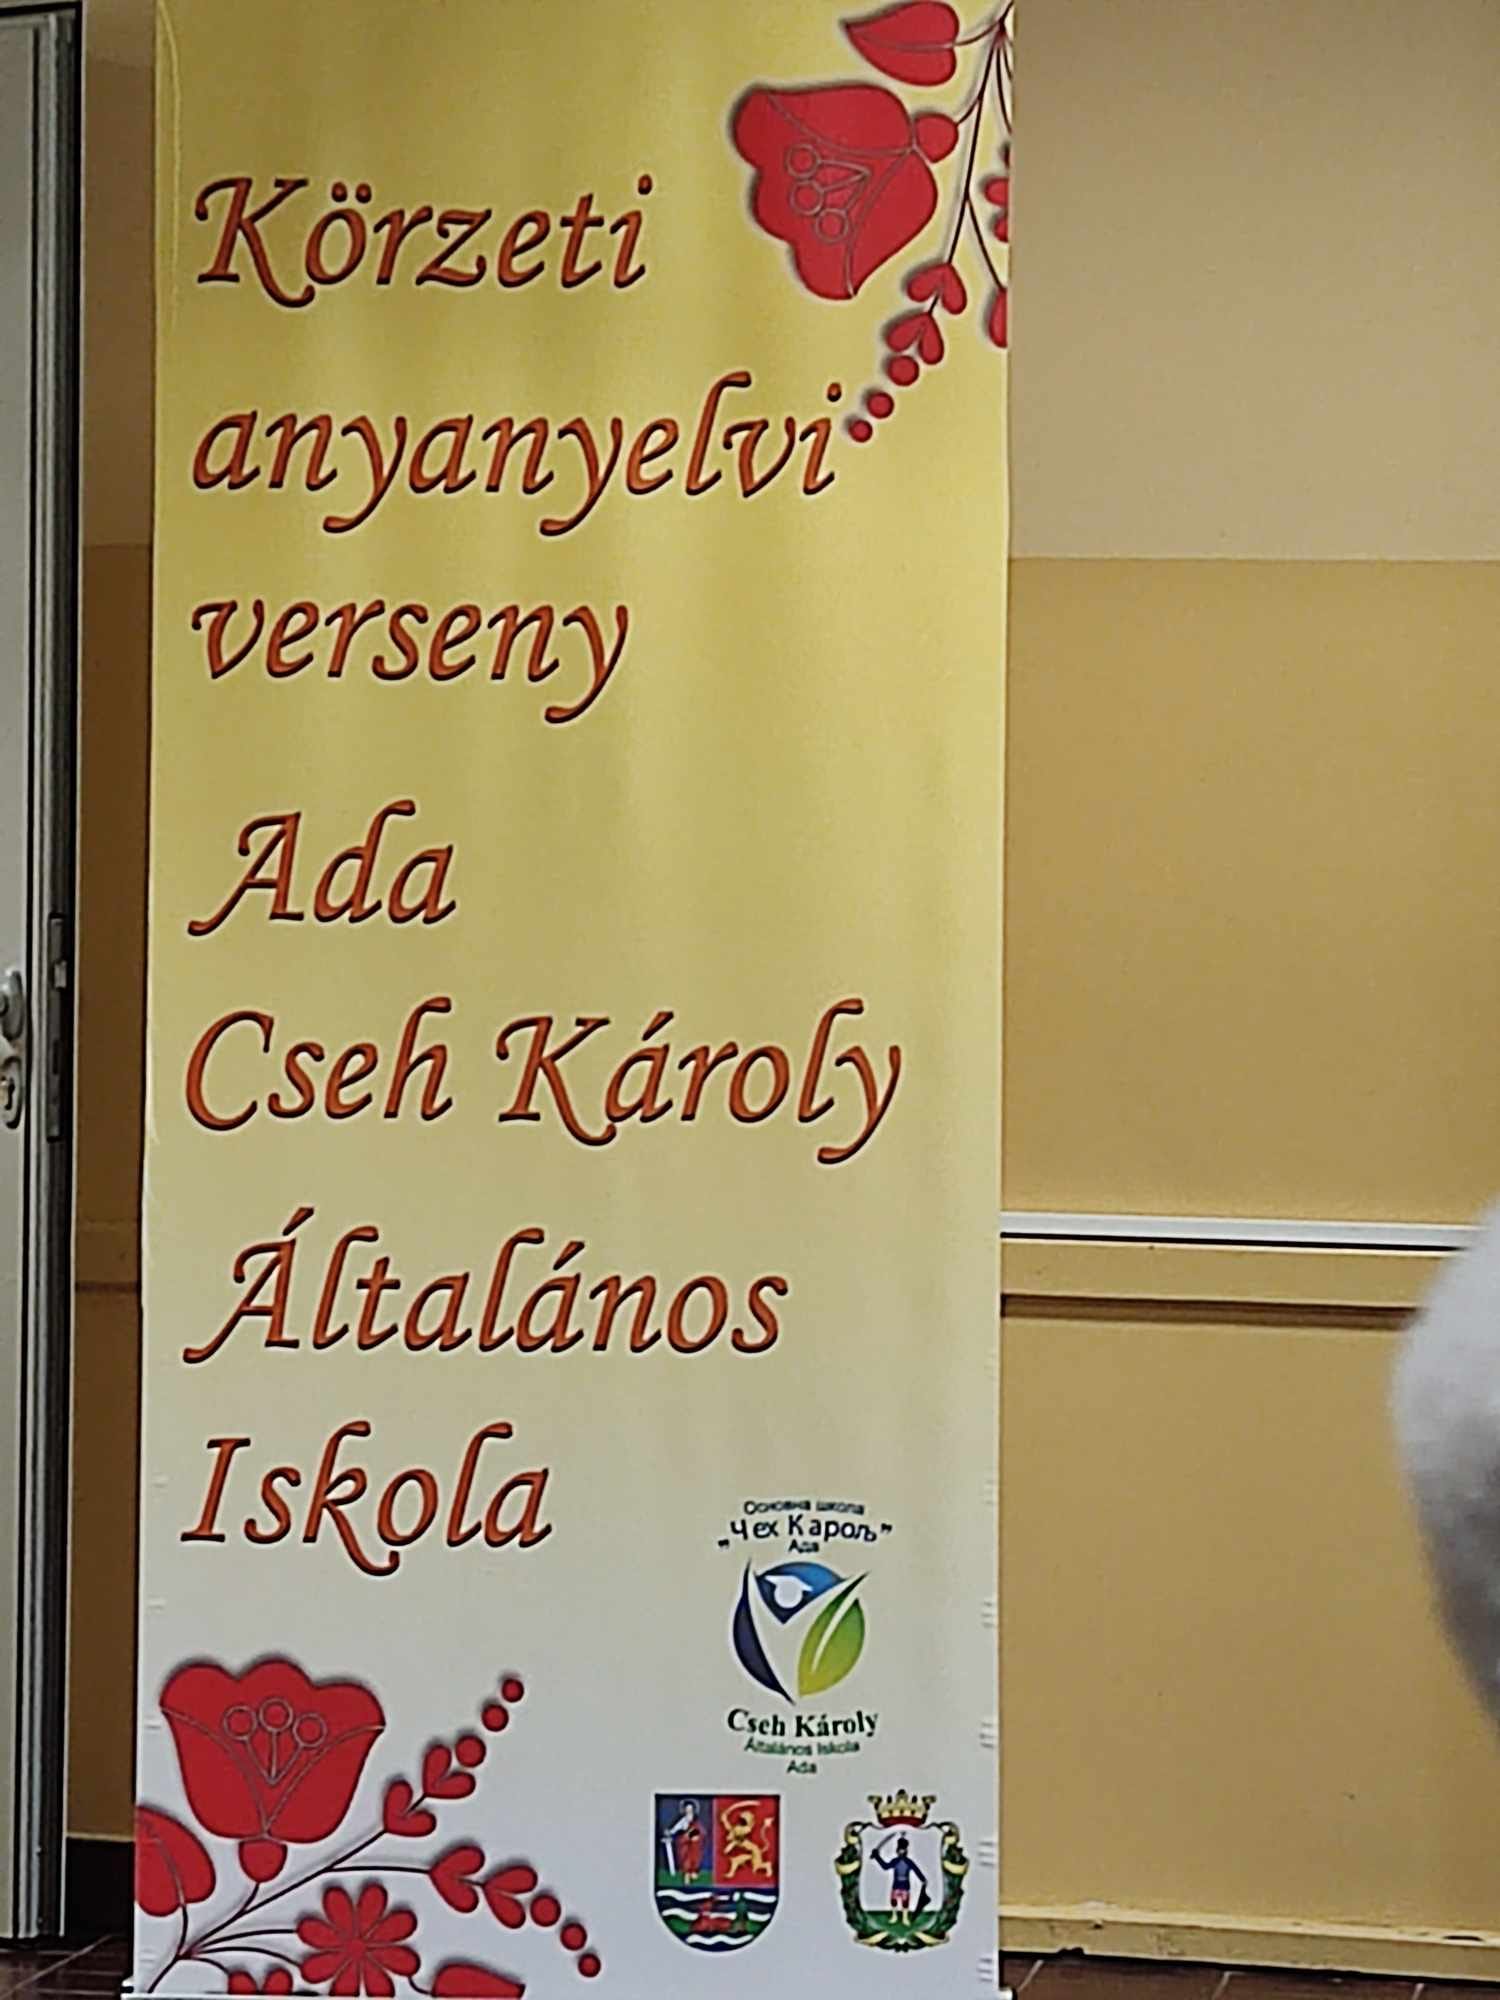 Körzeti
anyanyelvi
verseny
Ada
Cseh Károly
Általános
Iskola
Основна школа
„Чех Карољ”
Ада
Cseh Károly
Általános Iskola
Ada